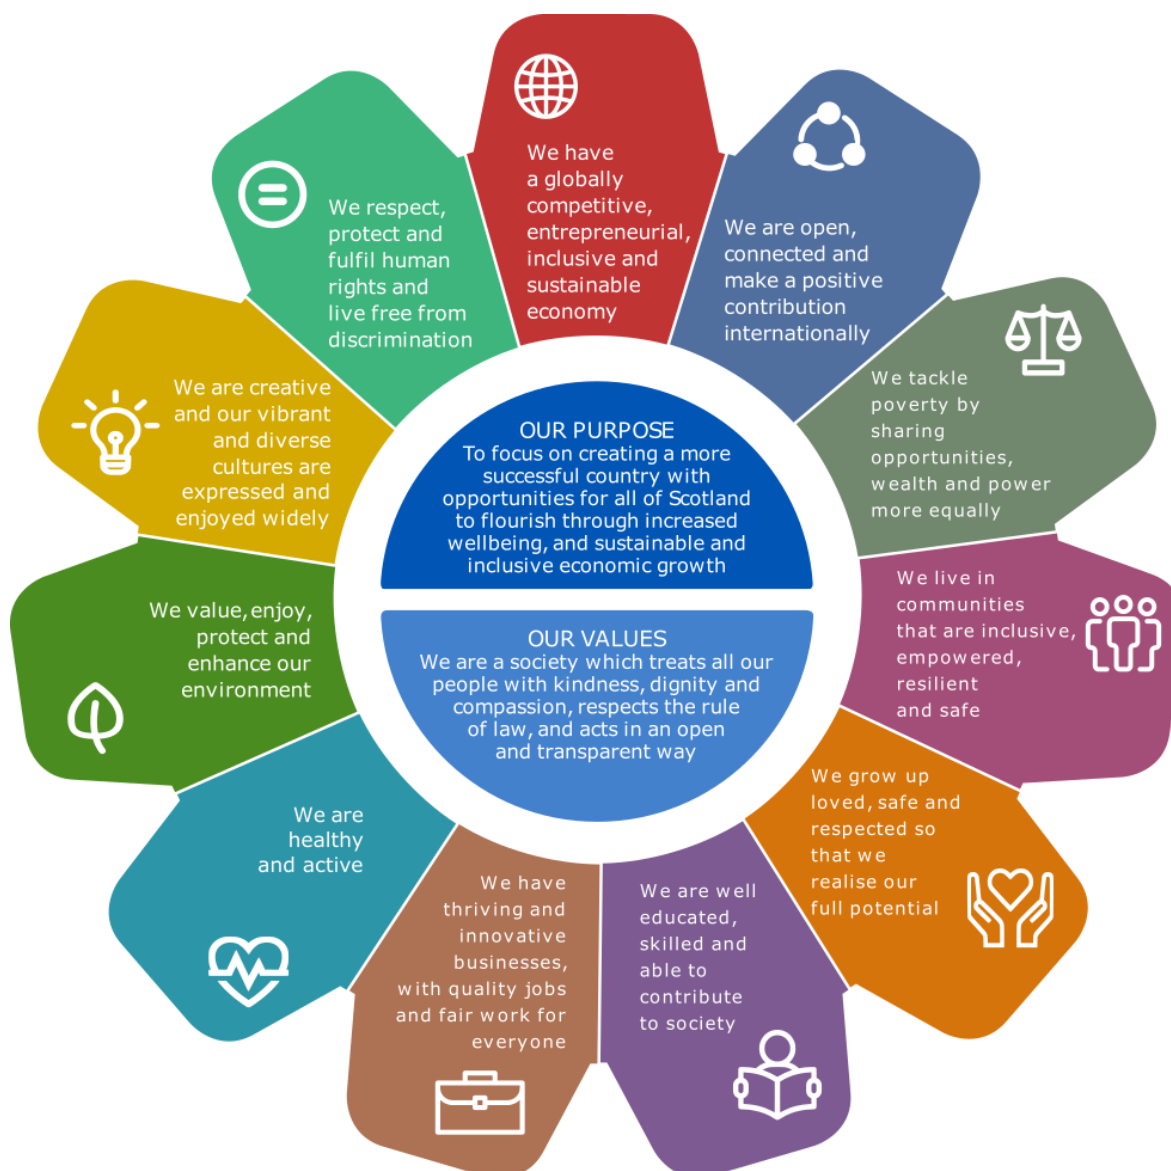 We have
a globally
competitive,
entrepreneurial,
inclusive and
sustainable
economy
We are open,
connected and
make a positive
contribution
internationally
We tackle
poverty by
sharing
opportunities,
wealth and power
more equally
We live in
communities
that are inclusive,
empowered,
resilient
and safe
We grow up
loved, safe and
respected so
that we
realise our
full potential
We are well
educated,
skilled and
able to
contribute
to society
We have
thriving and
innovative
businesses,
with quality jobs
and fair work for
everyone
We are
healthy
and active
We value, enjoy,
protect and
enhance our
environment
We are creative
and our vibrant
and diverse
cultures are
expressed and
enjoyed widely
We respect,
protect and
fulfil human
rights and
live free from
discrimination
OUR PURPOSE
To focus on creating a more
successful country with
opportunities for all of Scotland
to flourish through increased
wellbeing, and sustainable and
inclusive economic growth
OUR VALUES
We are a society which treats all our
people with kindness, dignity and
compassion, respects the rule
of law, and acts in an open
and transparent way